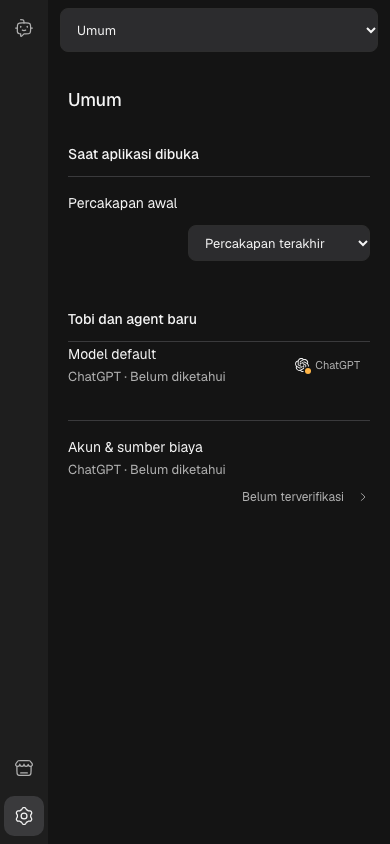 Umum
Umum
Saat aplikasi dibuka
Percakapan awal
Percakapan terakhir
Tobi dan agent baru
Model default
ChatGPT · Belum diketahui
ChatGPT
Akun & sumber biaya
ChatGPT · Belum diketahui
Belum terverifikasi